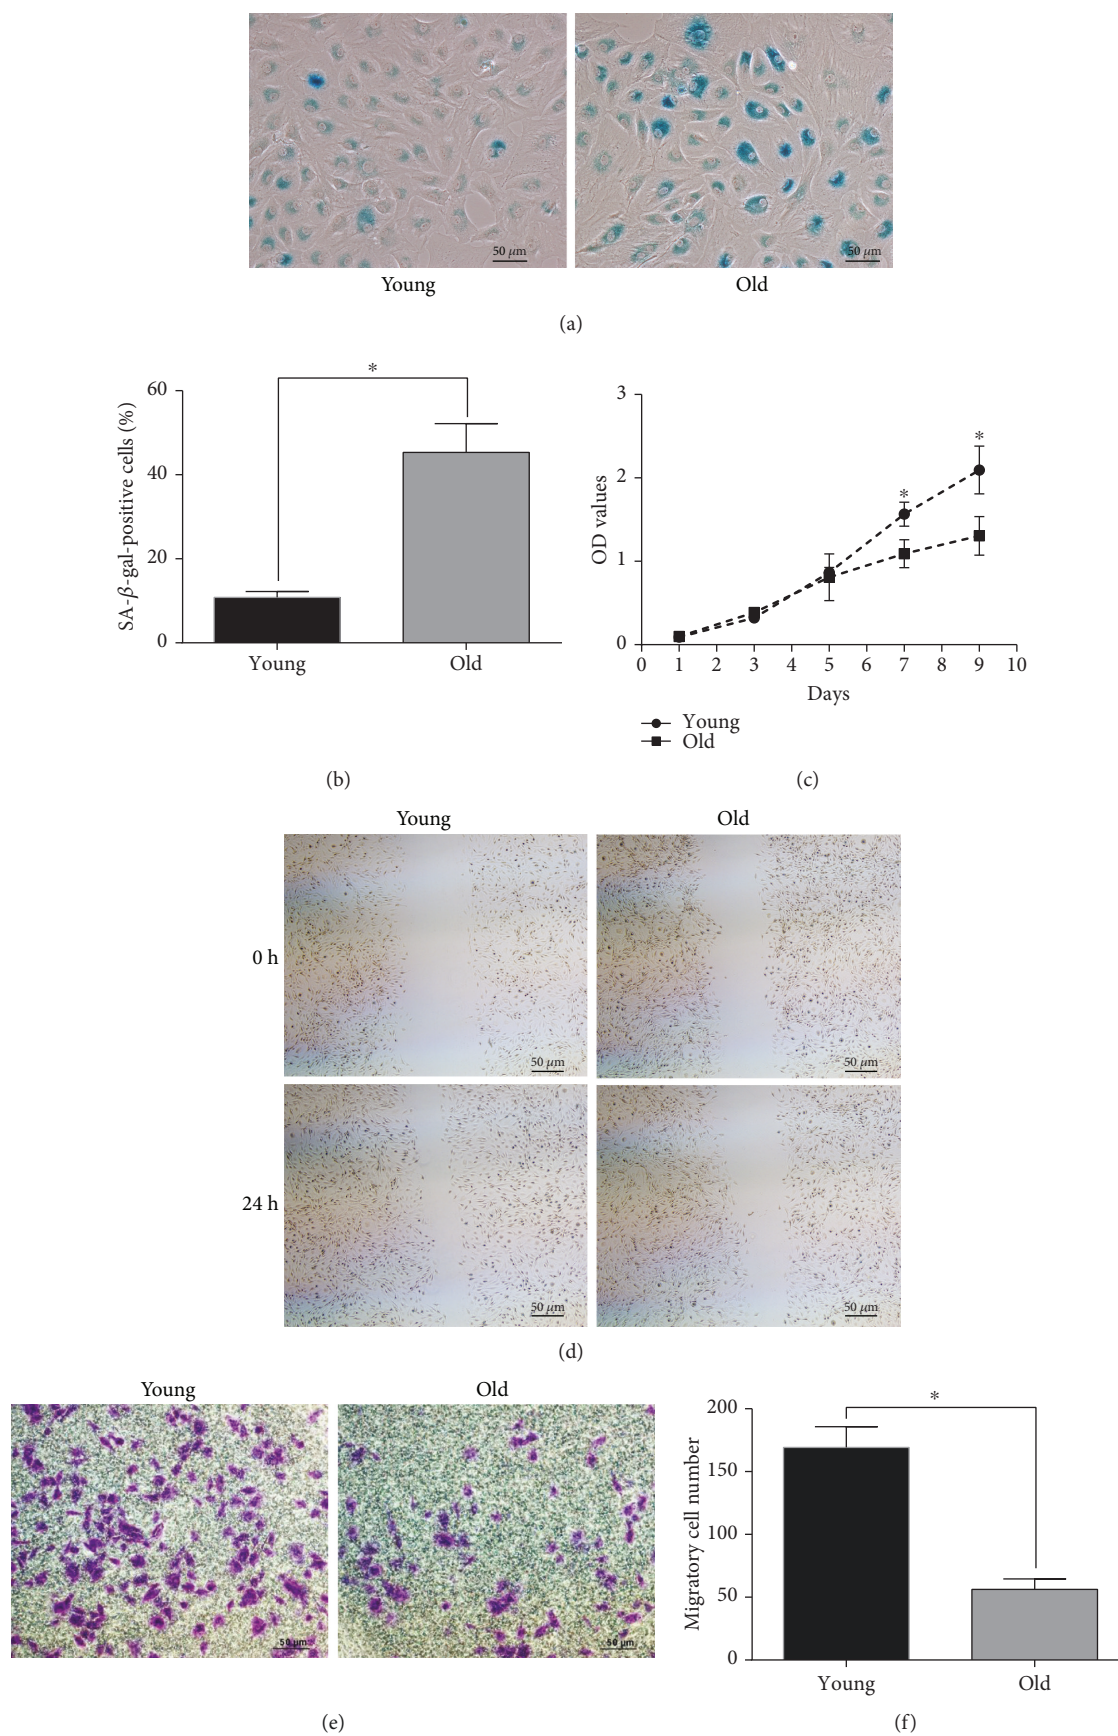 50 μm
50 μm
Young
Old
(a)
*
60
40
20
0
SA-β-gal-positive cells (%)
Young
Old
(b)
3
2
1
0
OD values
*
*
0 1 2 3 4 5 6 7 8 9 10
Days
Young
Old
(c)
Young
Old
0 h
50 μm
50 μm
24 h
50 μm
50 μm
(d)
Young
Old
50 μm
50 μm
(e)
*
200
150
100
50
0
Migratory cell number
Young
Old
(f)